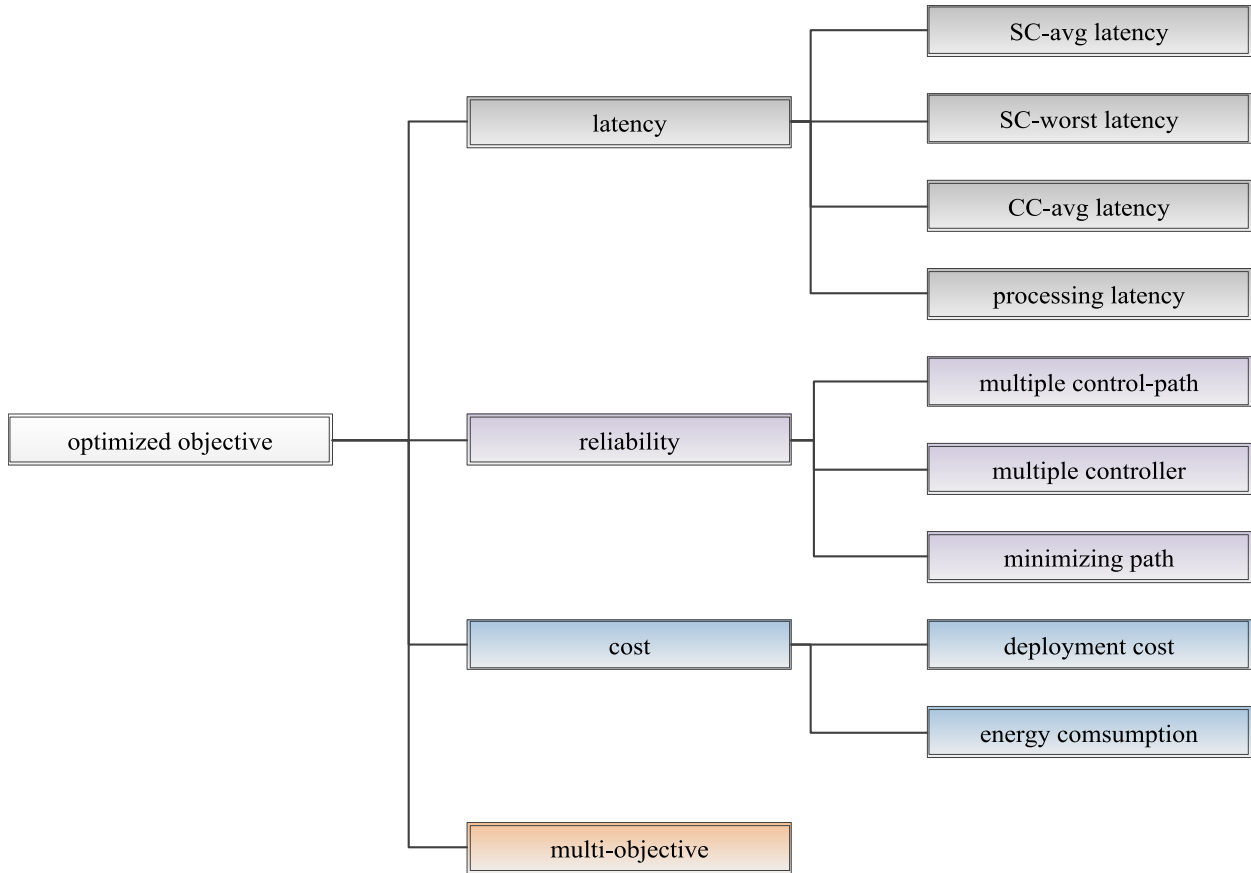 SC-avg latency
latency
SC-worst latency
CC-avg latency
processing latency
multiple control-path
optimized objective
reliability
multiple controller
minimizing path
cost
deployment cost
energy comsumption
multi-objective